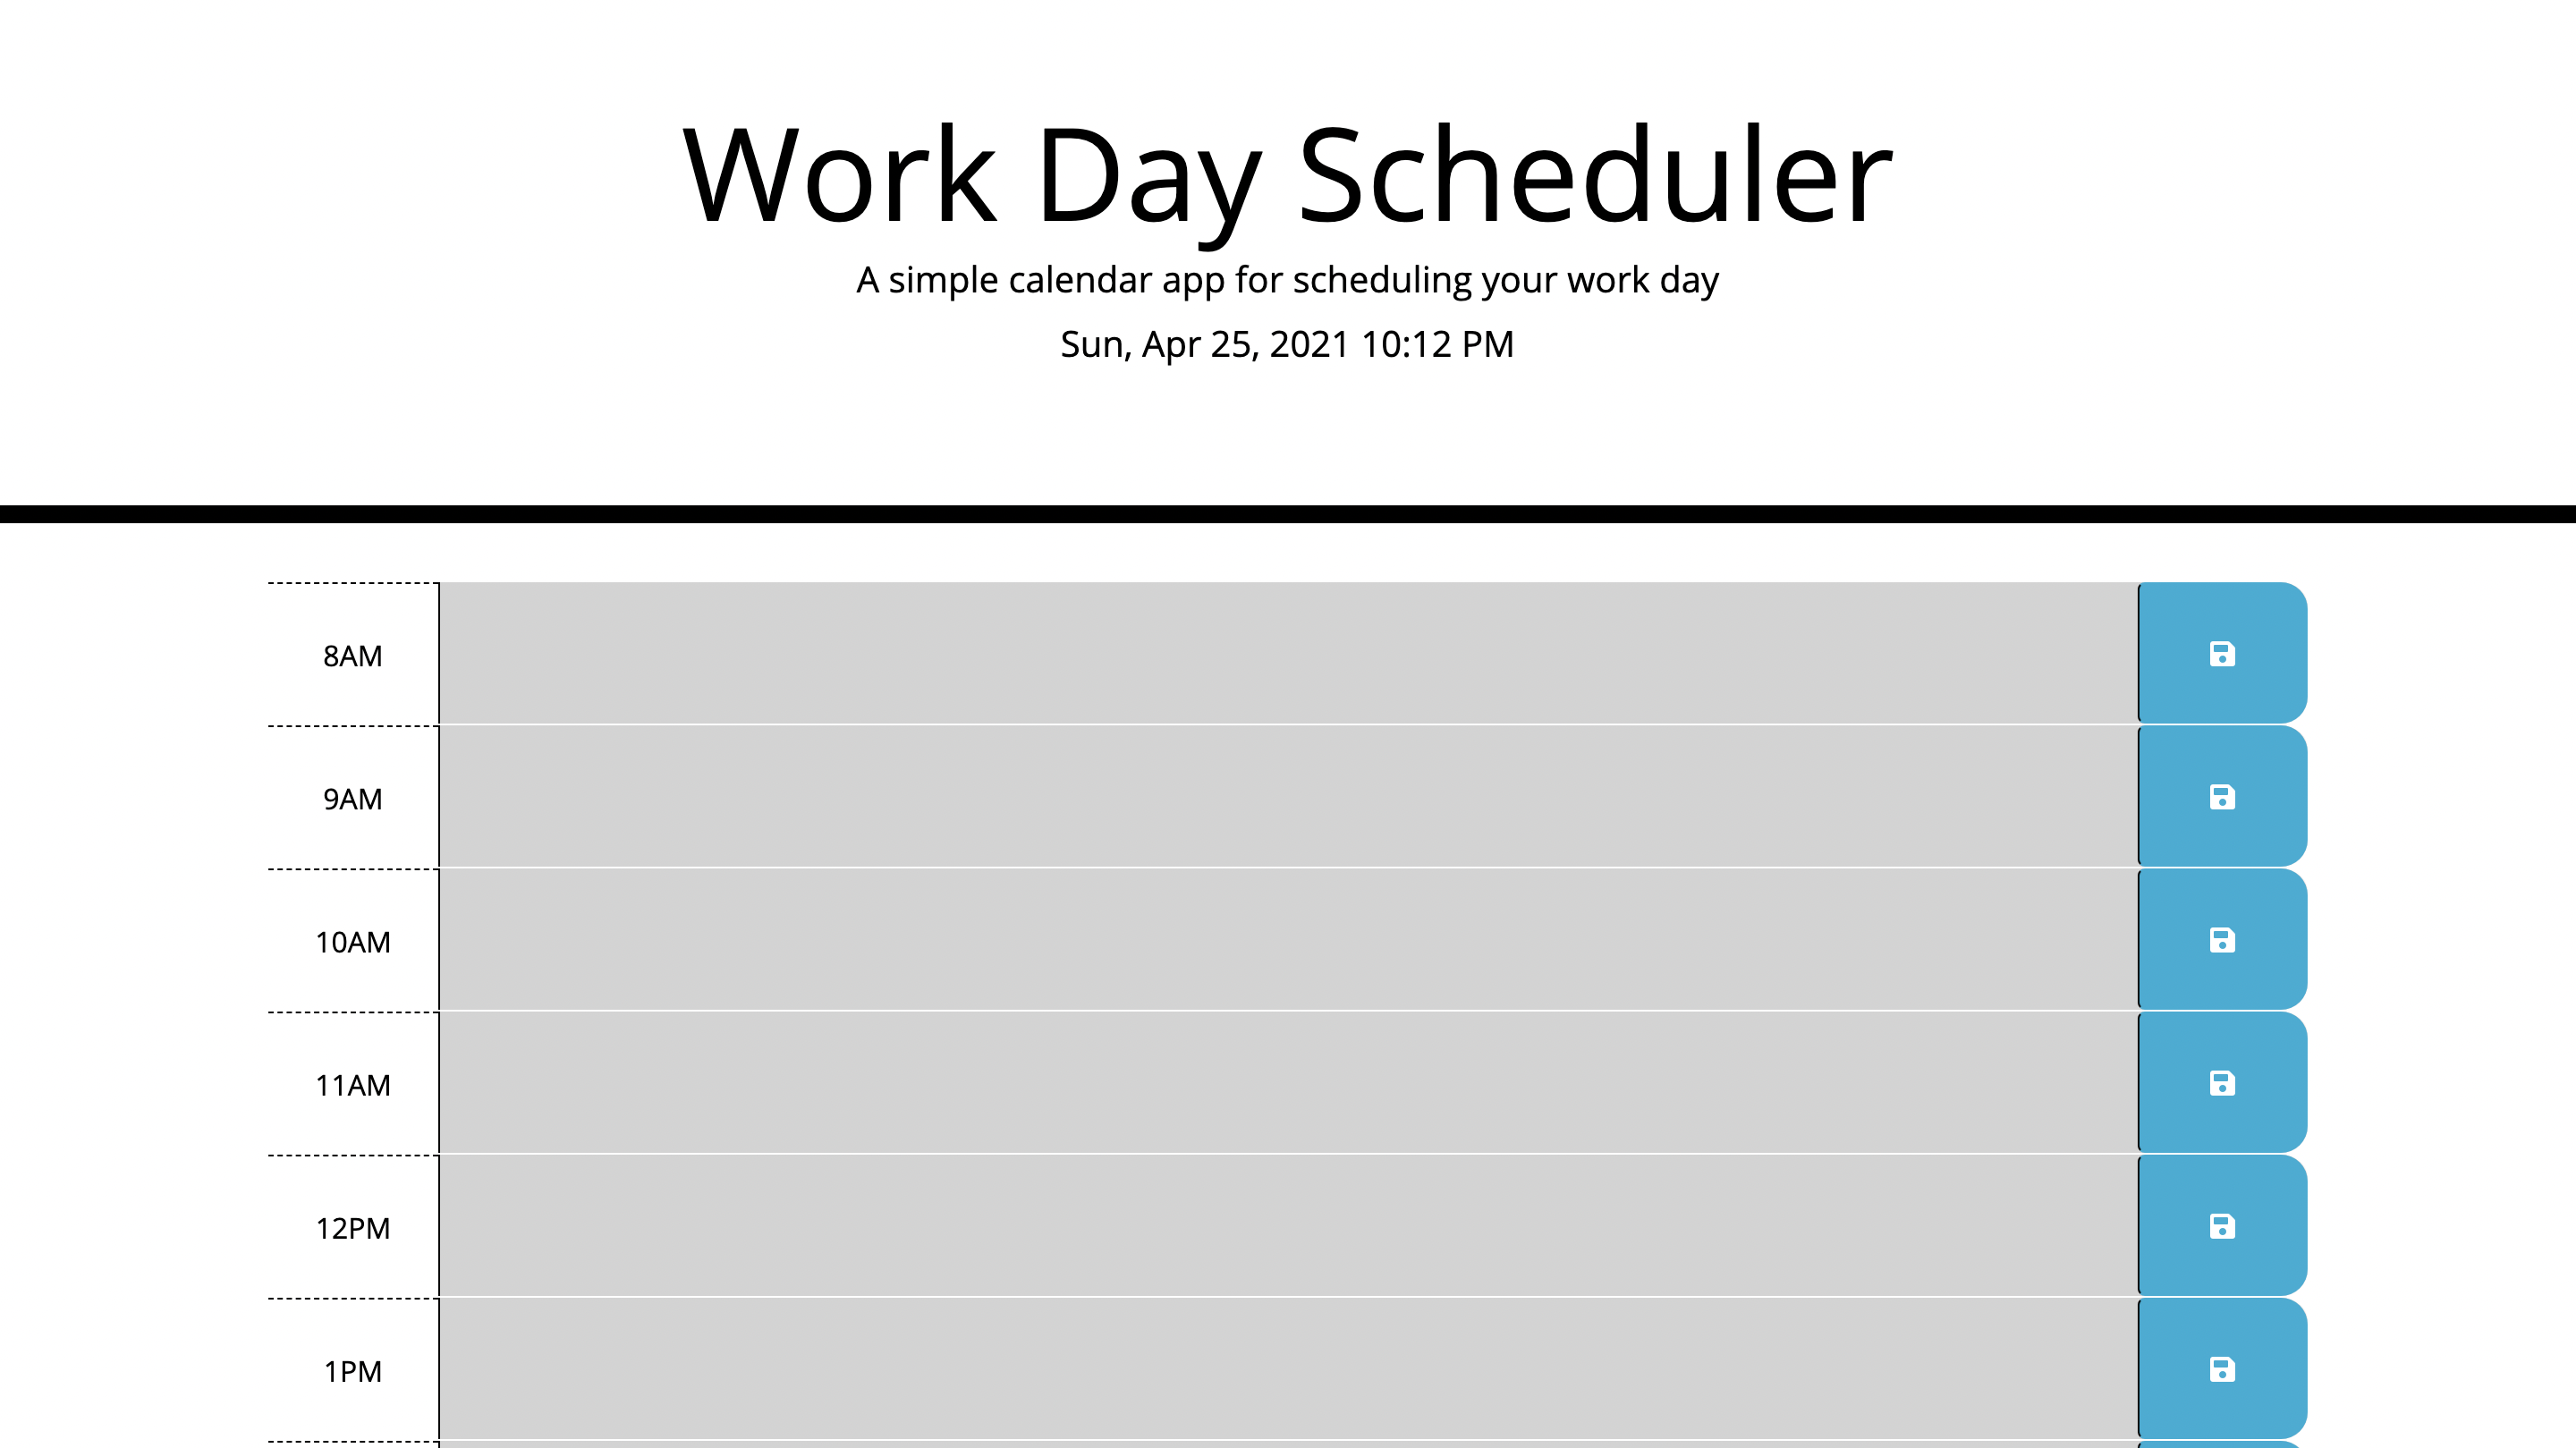 Work Day Scheduler
A simple calendar app for scheduling your work day
Sun, Apr 25, 2021 10:12 PM
8AM
9AM
10AM
11AM
12PM
1PM